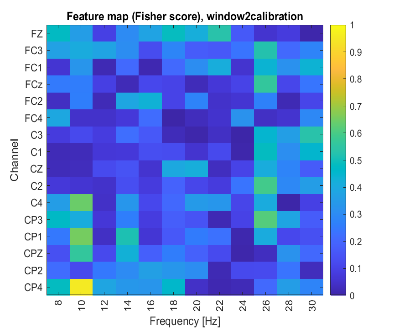 Feature map (Fisher score), window2calibration
FZ
FC3
FC1
FCz
FC2
FC4
C3
C1
CZ
C2
C4
CP3
CP1
CPZ
CP2
CP4
Channel
8 10 12 14 16 18 20 22 24 26 28 30
Frequency [Hz]
1
0.9
0.8
0.7
0.6
0.5
0.4
0.3
0.2
0.1
0